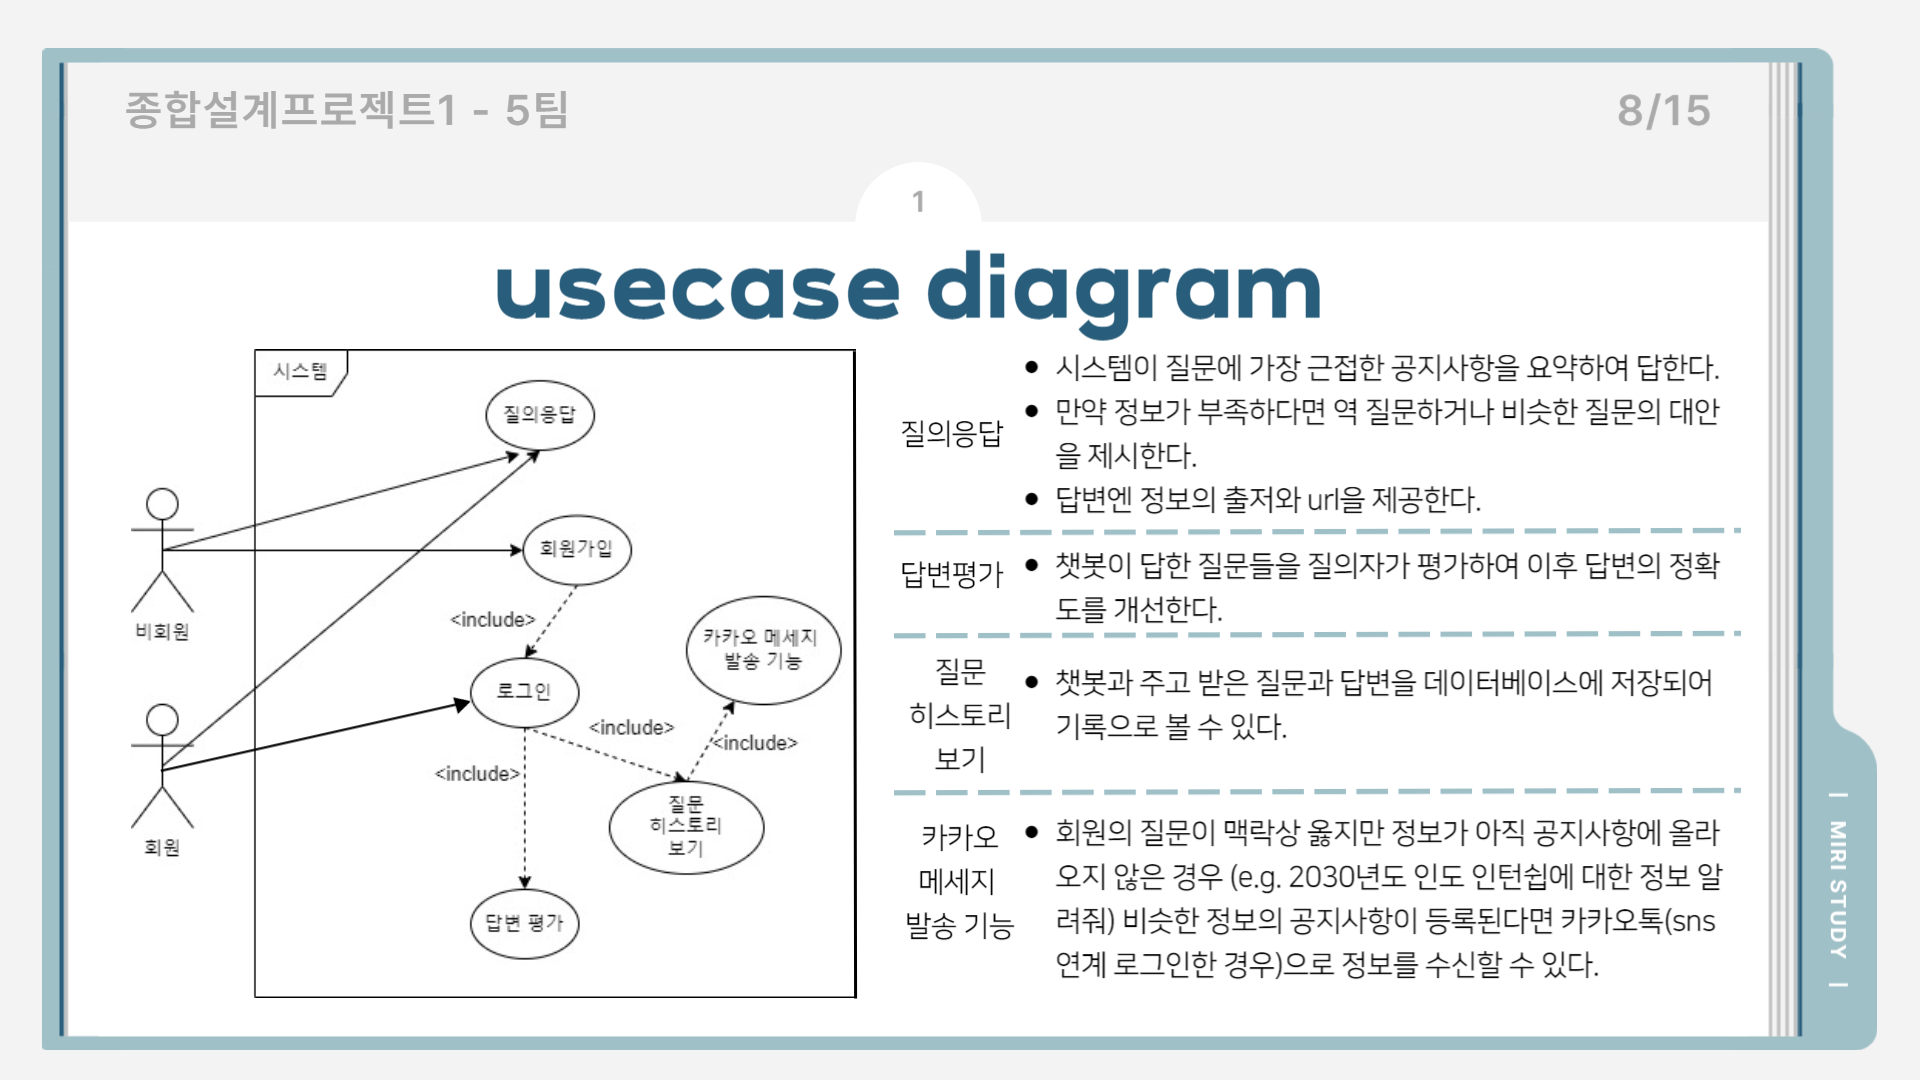 종합설계프로젝트1 - 5팀
8/15
1
usecase diagram
시스템
질의응답
회원가입
비회원
<include>
카카오 메세지
발송 기능
로그인
<include>
<include>
<include>
회원
질문
히스토리
보기
답변 평가
질의응답
시스템이 질문에 가장 근접한 공지사항을 요약하여 답한다.
만약 정보가 부족하다면 역 질문하거나 비슷한 질문의 대안
을 제시한다.
답변엔 정보의 출저와 url을 제공한다.
답변평가
챗봇이 답한 질문들을 질의자가 평가하여 이후 답변의 정확
도를 개선한다.
질문
히스토리
보기
챗봇과 주고 받은 질문과 답변을 데이터베이스에 저장되어
기록으로 볼 수 있다.
카카오
메세지
발송 기능
회원의 질문이 맥락상 옳지만 정보가 아직 공지사항에 올라
오지 않은 경우 (e.g. 2030년도 인도 인턴쉽에 대한 정보 알
려줘) 비슷한 정보의 공지사항이 등록된다면 카카오톡(sns
연계 로그인한 경우)으로 정보를 수신할 수 있다.
| MIRI STUDY |